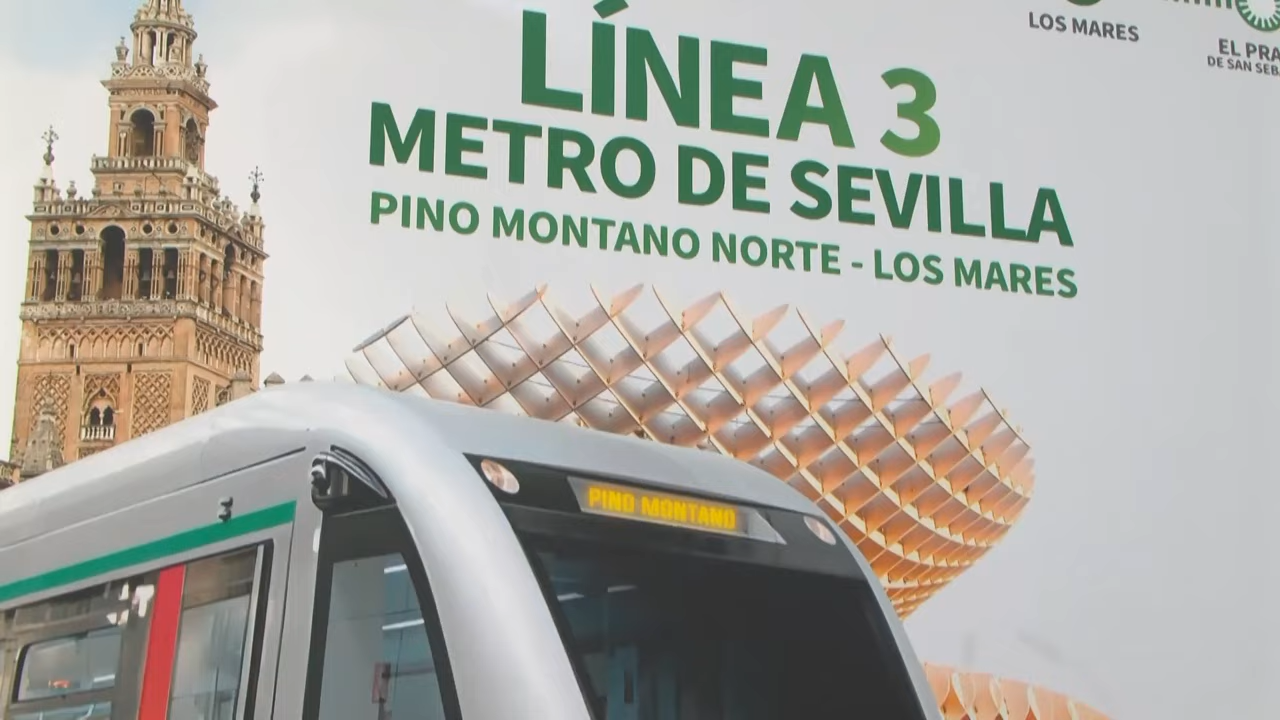 LÍNEA 3
METRO DE SEVILLA
PINO MONTANO NORTE - LOS MARES
LOS MARES
EL PRA
DE SAN SEB
PINO MONTANO